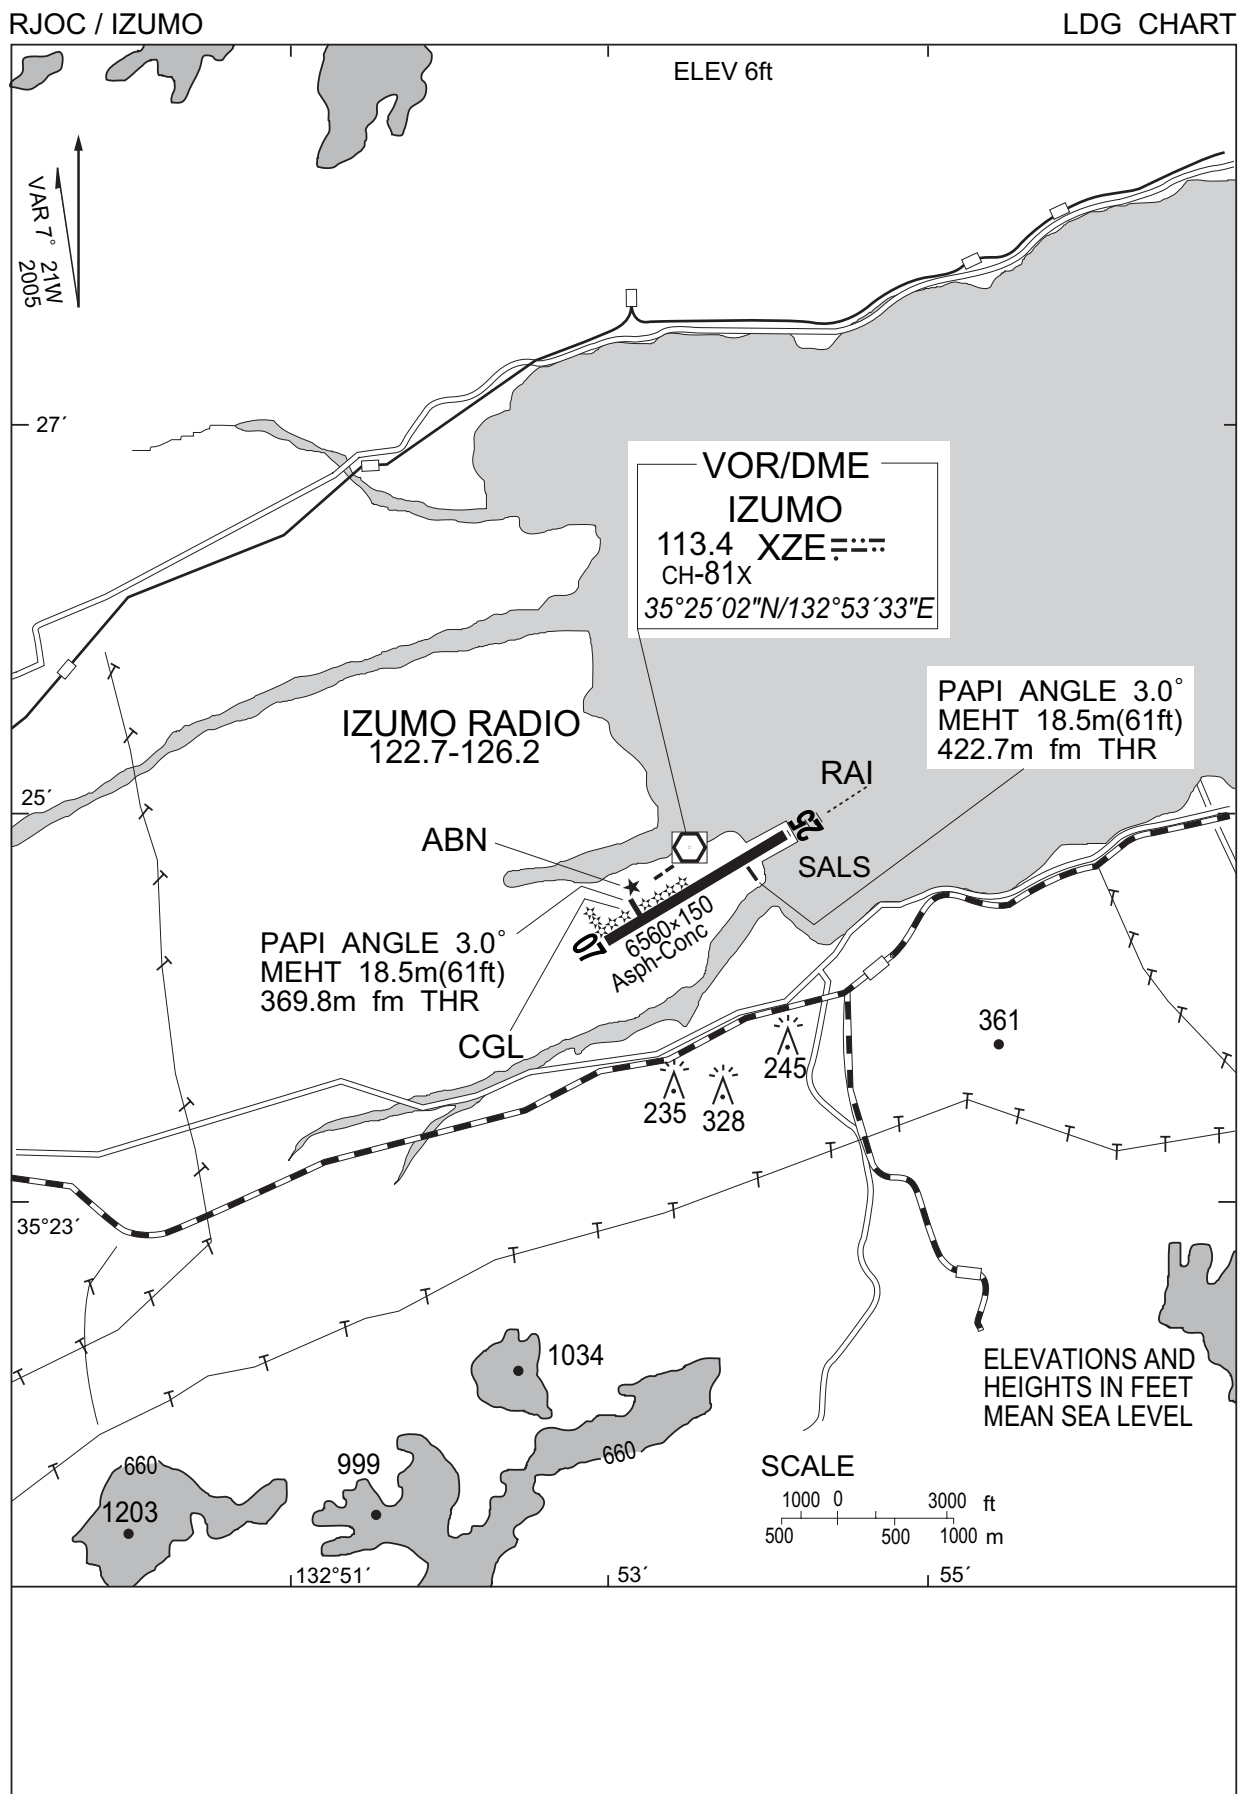 RJOC / IZUMO
LDG CHART
ELEV 6ft
VAR 7° 21W
2005
27´
VOR/DME
IZUMO
113.4 XZE
CH-81X
35°25´02"N/132°53´33"E
PAPI ANGLE 3.0°
MEHT 18.5m(61ft)
422.7m fm THR
IZUMO RADIO
122.7-126.2
RAI
25´
25
ABN
SALS
07
6560×150
Asph-Conc
PAPI ANGLE 3.0°
MEHT 18.5m(61ft)
369.8m fm THR
CGL
361
245
235
328
35°23´
1034
ELEVATIONS AND
HEIGHTS IN FEET
MEAN SEA LEVEL
660
999
660
1203
SCALE
1000 0 3000 ft
500 500 1000 m
132°51´
53´
55´